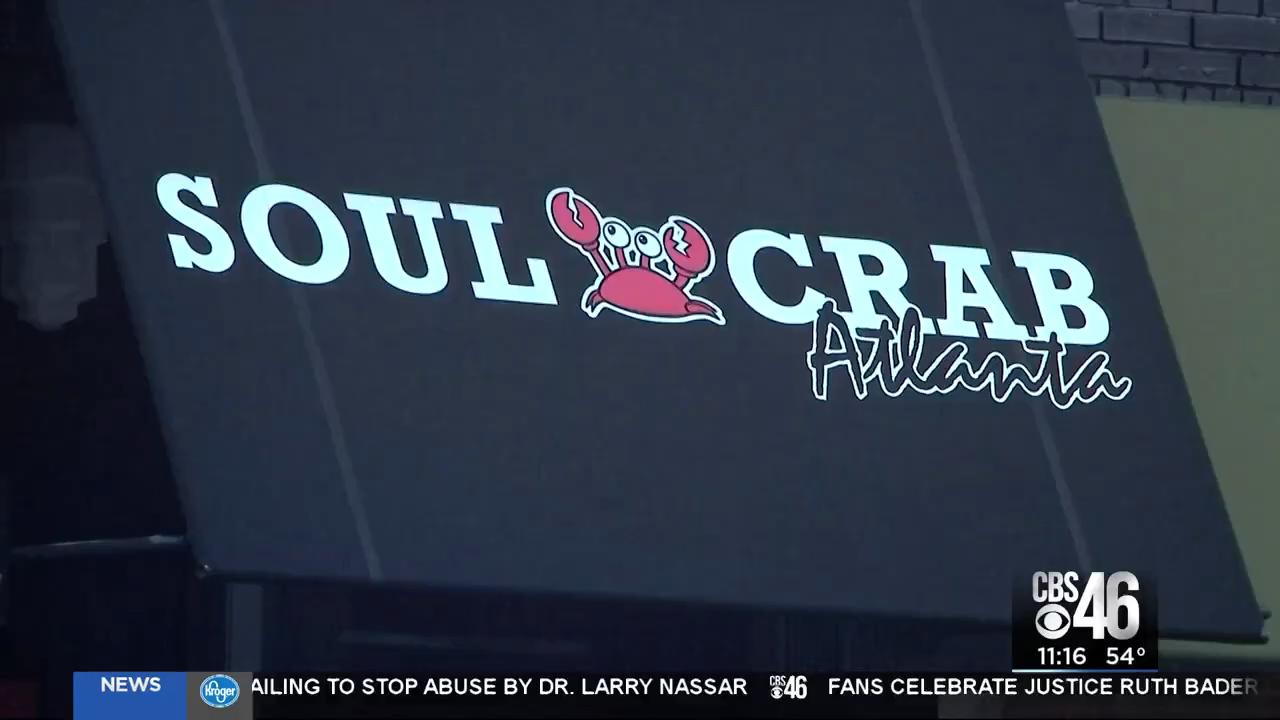 SOUL CRAB
Atlanta
CBS 46
11:16 54°
NEWS Kroger AILING TO STOP ABUSE BY DR. LARRY NASSAR CBS 46 FANS CELEBRATE JUSTICE RUTH BADER